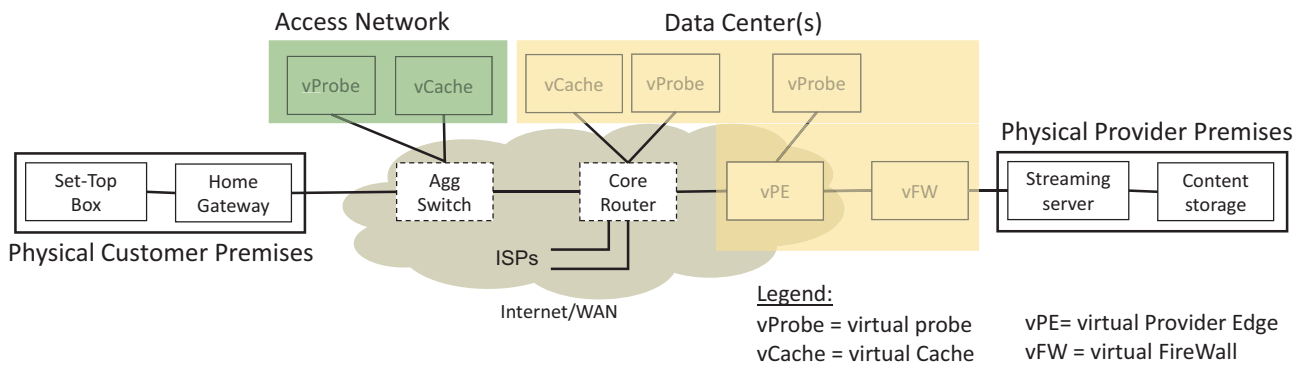 Access Network
Data Center(s)
vProbe
vCache
vCache
vProbe
vProbe
Physical Provider Premises
Set-Top
Box
Home
Gateway
Agg
Switch
Core
Router
vPE
vFW
Streaming
server
Content
storage
Physical Customer Premises
ISPs
Internet/WAN
Legend:
vProbe = virtual probe
vCache = virtual Cache
vPE= virtual Provider Edge
vFW = virtual FireWall